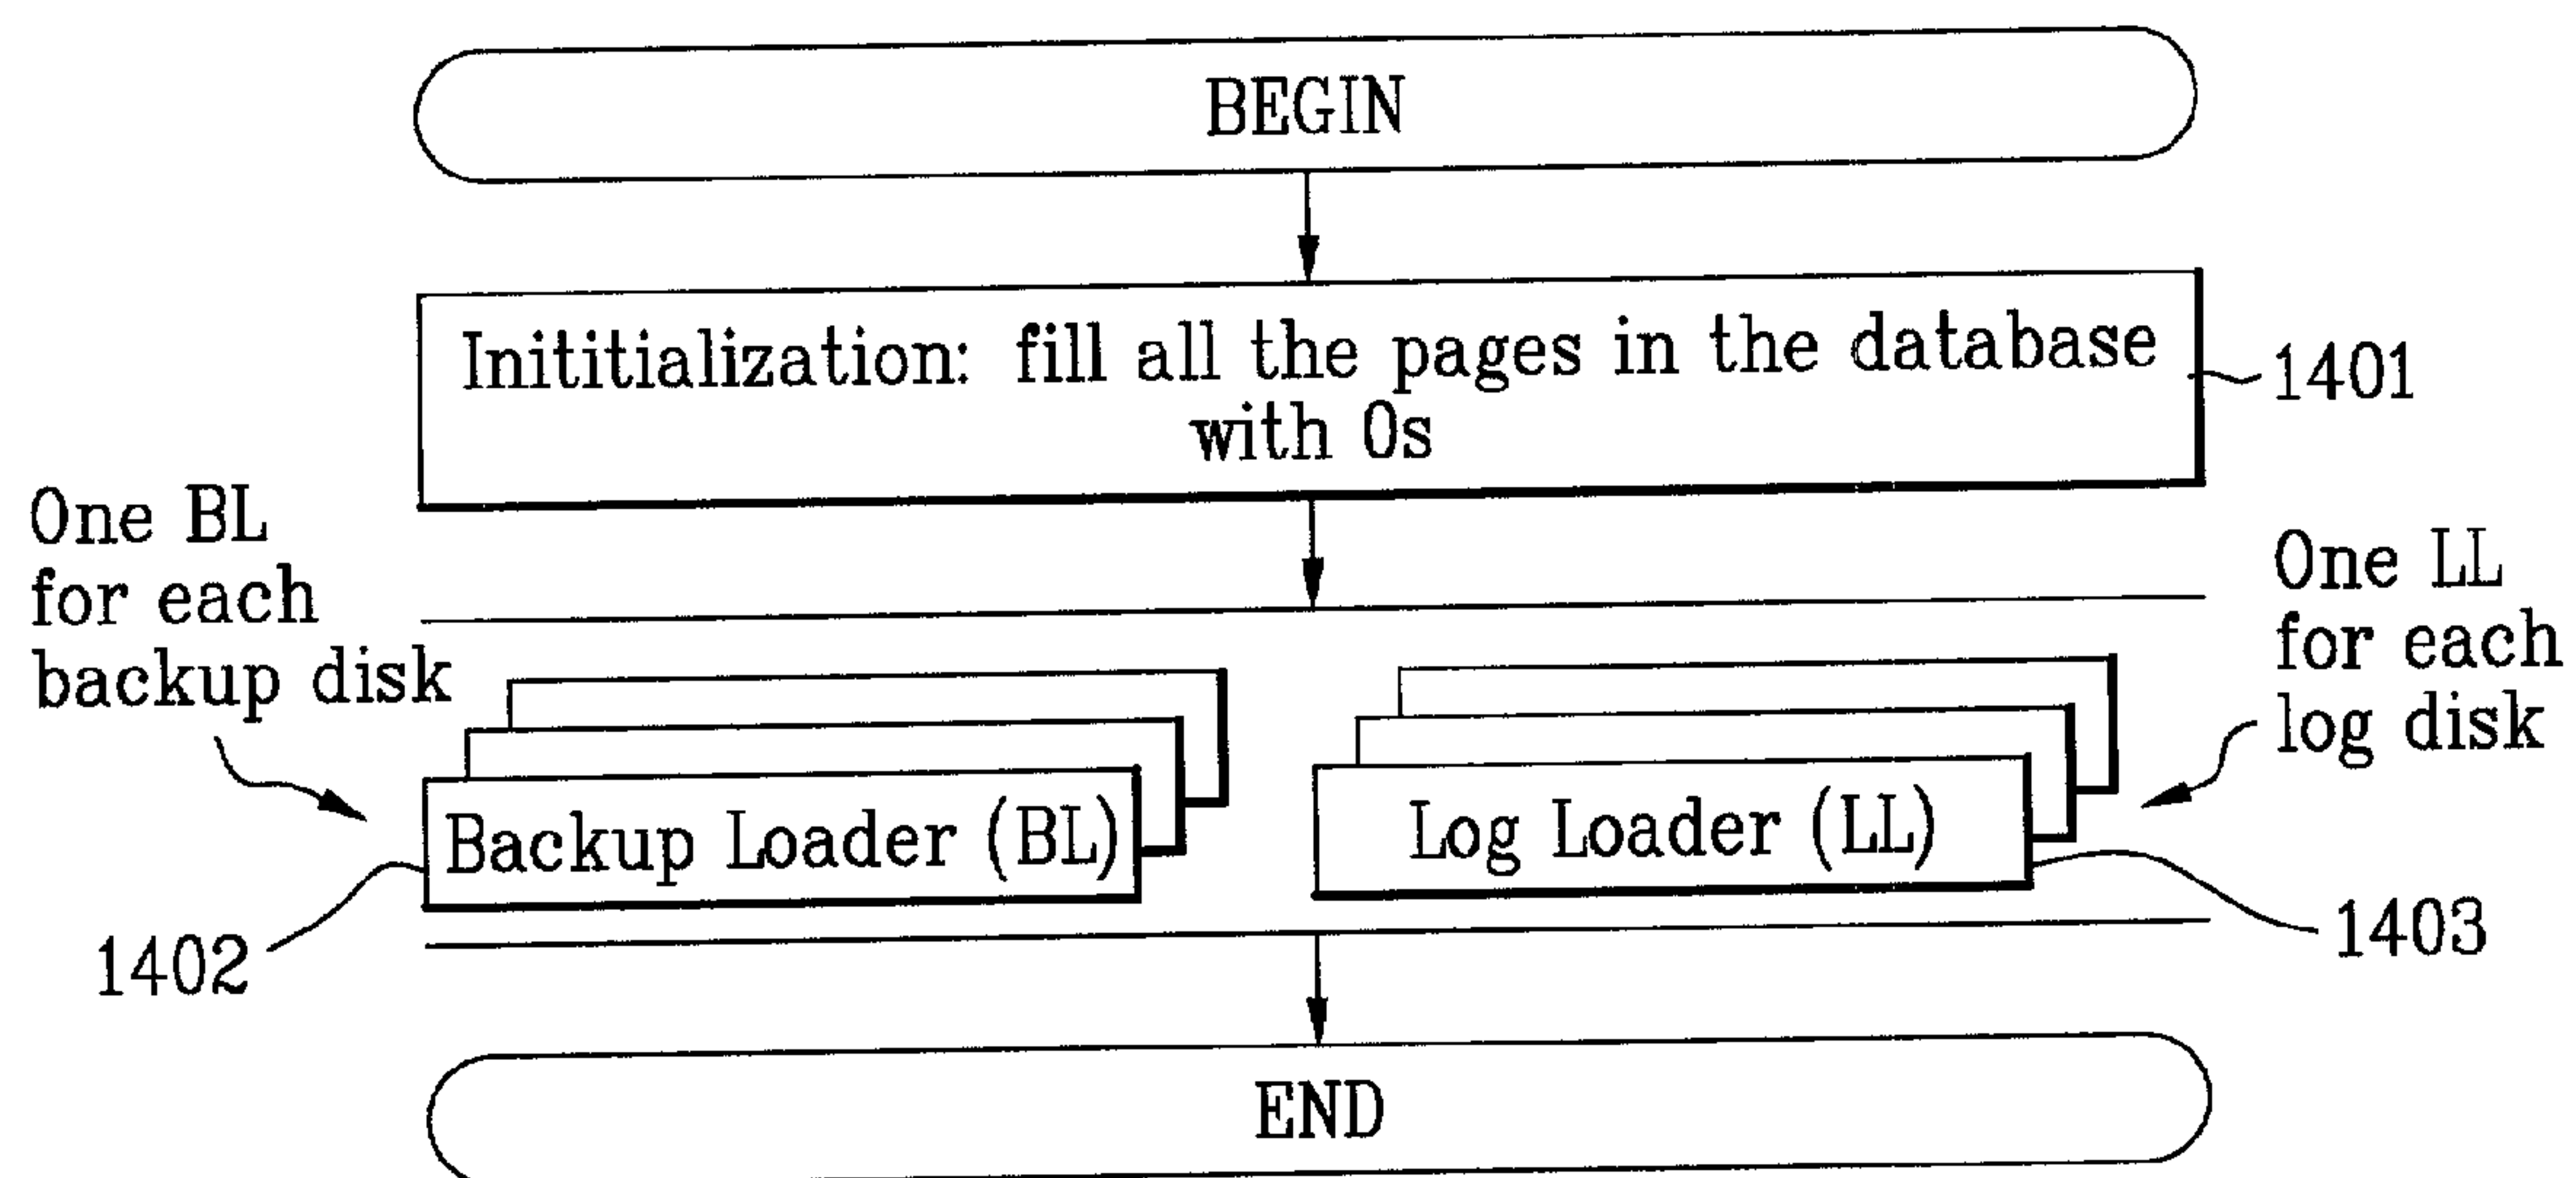 BEGIN
Inititialization: fill all the pages in the database
with 0s
1401
One BL
for each
backup disk
One LL
for each
log disk
Backup Loader (BL)
Log Loader (LL)
1402
1403
END